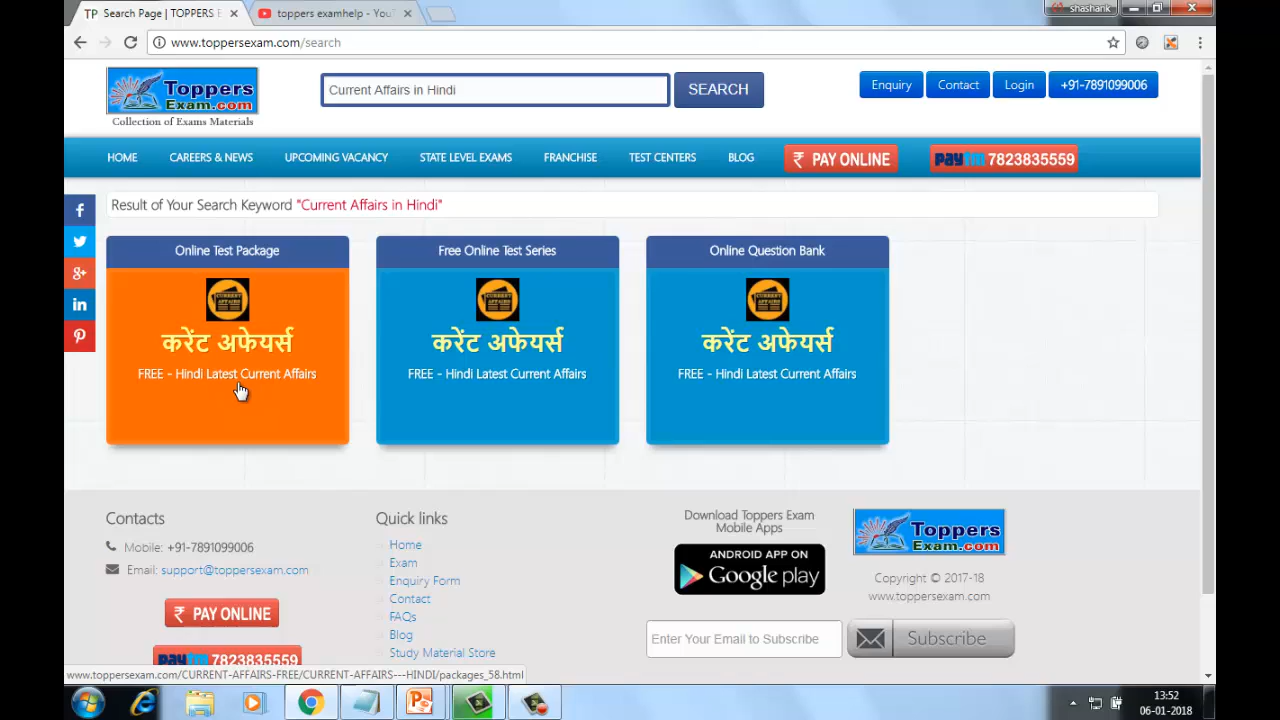 TP Search Page | TOPPERS E
toppers examhelp - You
shashank
www.toppersexam.com/search
Toppers
Exam.com
Collection of Exams Materials
Current Affairs in Hindi
SEARCH
Enquiry
Contact
Login
+91-7891099006
HOME
CAREERS & NEWS
UPCOMING VACANCY
STATE LEVEL EXAMS
FRANCHISE
TEST CENTERS
BLOG
₹ PAY ONLINE
paytm 7823835559
Result of Your Search Keyword "Current Affairs in Hindi"
Online Test Package
CURRENT AFFAIRS
करेंट अफेयर्स
FREE - Hindi Latest Current Affairs
Free Online Test Series
CURRENT AFFAIRS
करेंट अफेयर्स
FREE - Hindi Latest Current Affairs
Online Question Bank
CURRENT AFFAIRS
करेंट अफेयर्स
FREE - Hindi Latest Current Affairs
Contacts
Mobile: +91-7891099006
Email: support@toppersexam.com
₹ PAY ONLINE
paytm 7823835559
Quick links
Home
Exam
Enquiry Form
Contact
FAQs
Blog
Study Material Store
Download Toppers Exam
Mobile Apps
ANDROID APP ON
Google play
Enter Your Email to Subscribe
Subscribe
Toppers
Exam.com
Copyright © 2017-18
www.toppersexam.com
www.toppersexam.com/CURRENT-AFFAIRS-FREE/CURRENT-AFFAIRS---HINDI/packages_58.html
13:52
06-01-2018